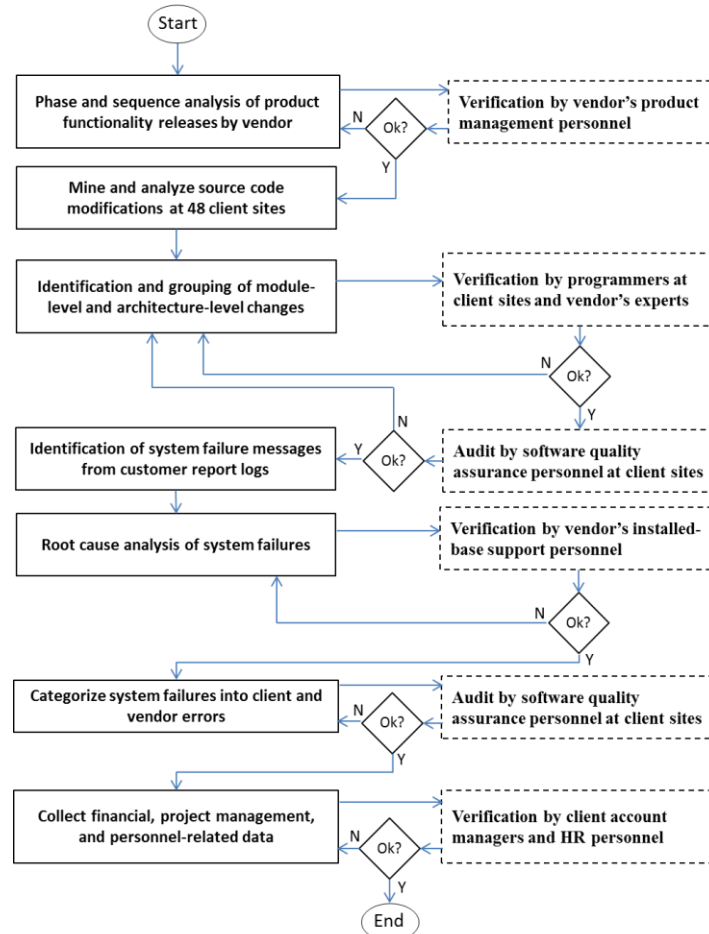 Start
Phase and sequence analysis of product
functionality releases by vendor
Verification by vendor's product
management personnel
N
Ok?
Y
Mine and analyze source code
modifications at 48 client sites
Identification and grouping of module-
level and architecture-level changes
Verification by programmers at
client sites and vendor's experts
N
Ok?
Y
N
Identification of system failure messages
from customer report logs
Y
Ok?
Audit by software quality
assurance personnel at client sites
Root cause analysis of system failures
Verification by vendor's installed-
base support personnel
N
Ok?
Y
Categorize system failures into client and
vendor errors
Audit by software quality
assurance personnel at client sites
N
Ok?
Y
Collect financial, project management,
and personnel-related data
Verification by client account
managers and HR personnel
N
Ok?
Y
End